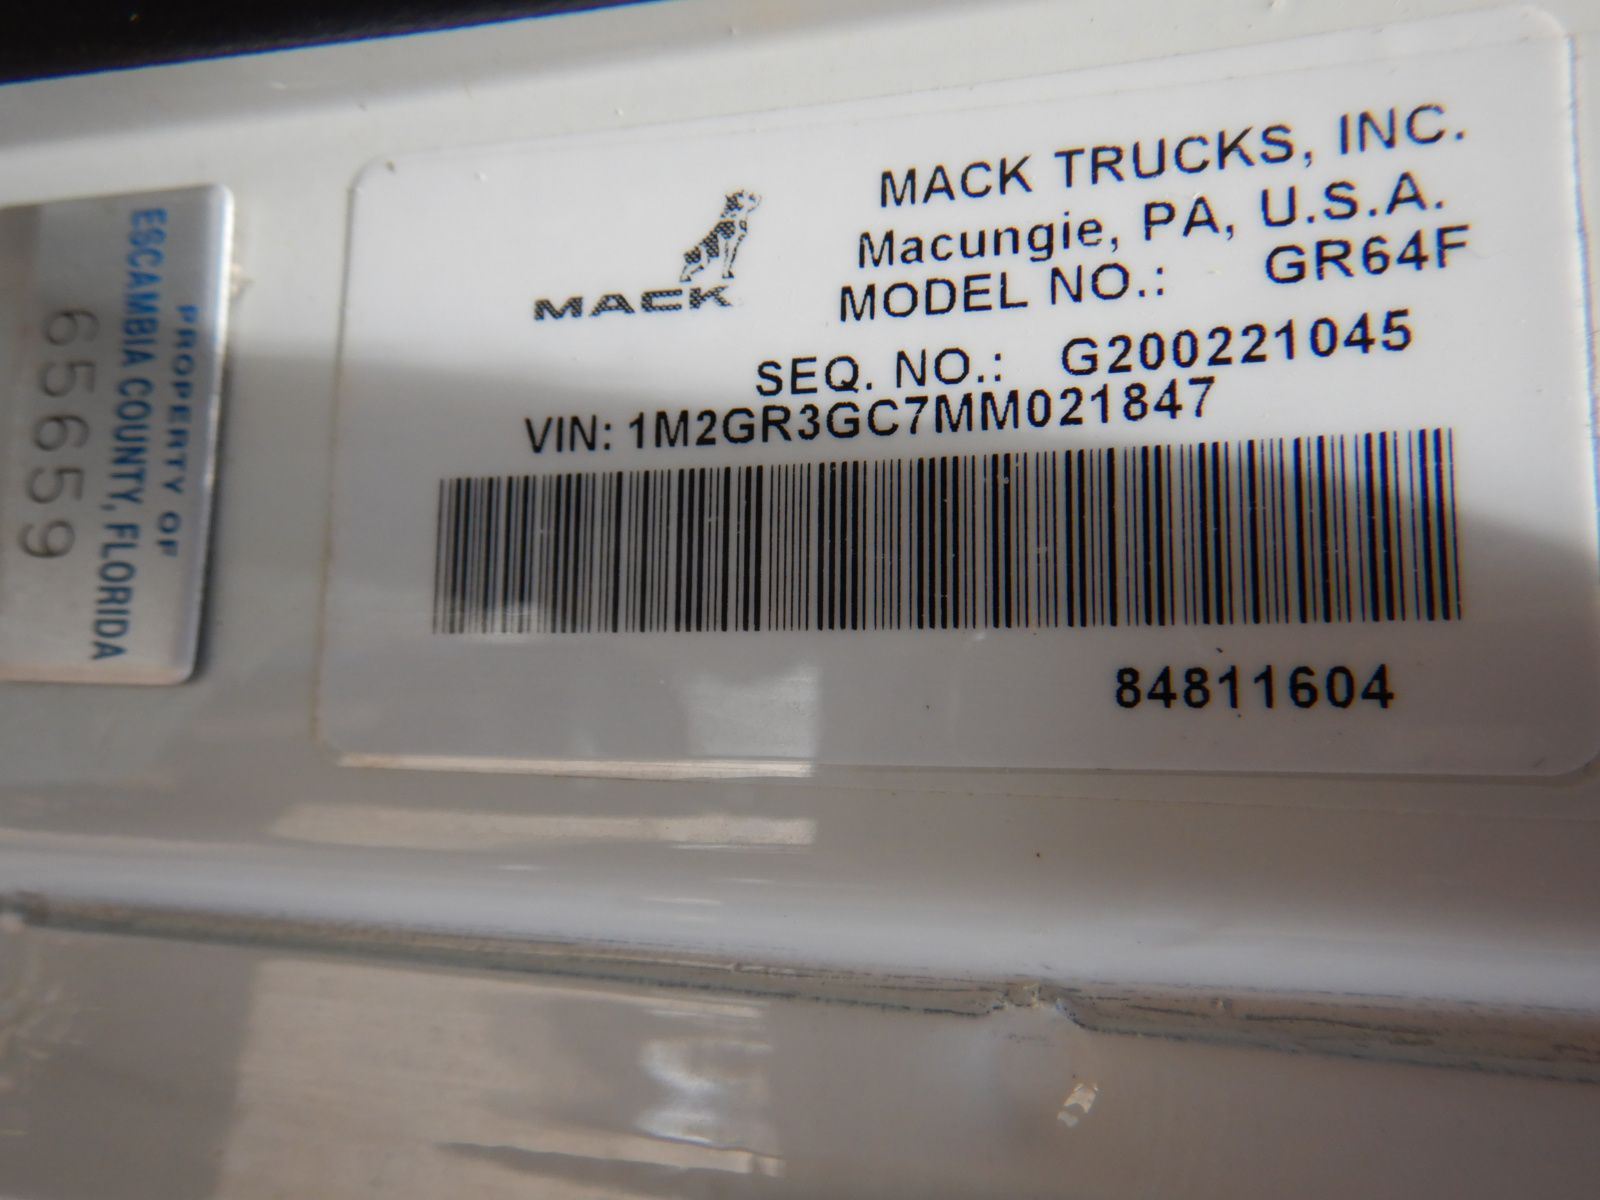 PROPERTY OF
ESCAMBIA COUNTY, FLORIDA
65659
MACK
MACK TRUCKS, INC.
Macungie, PA, U.S.A.
MODEL NO.: GR64F
SEQ. NO.: G200221045
VIN: 1M2GR3GC7MM021847
84811604